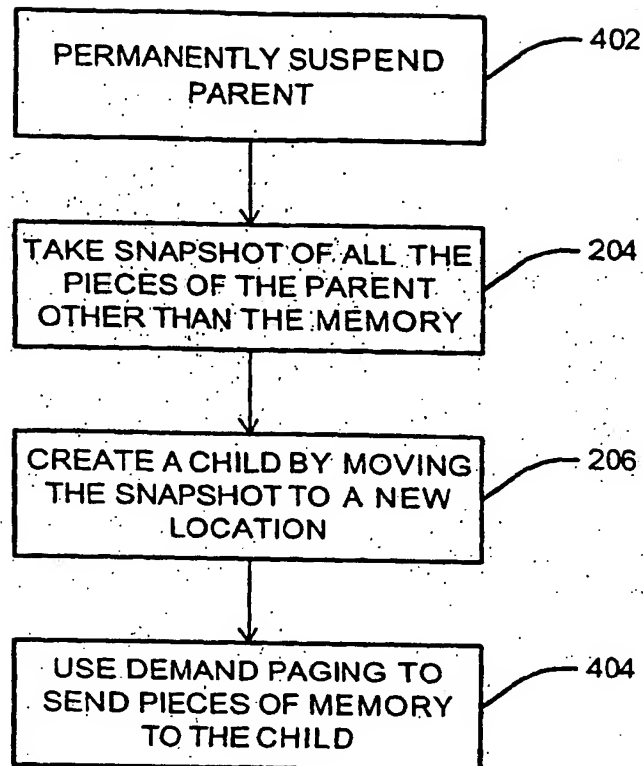 PERMANENTLY SUSPEND
PARENT
402
TAKE SNAPSHOT OF ALL THE
PIECES OF THE PARENT
OTHER THAN THE MEMORY
204
CREATE A CHILD BY MOVING
THE SNAPSHOT TO A NEW
LOCATION
206
USE DEMAND PAGING TO
SEND PIECES OF MEMORY
TO THE CHILD
404